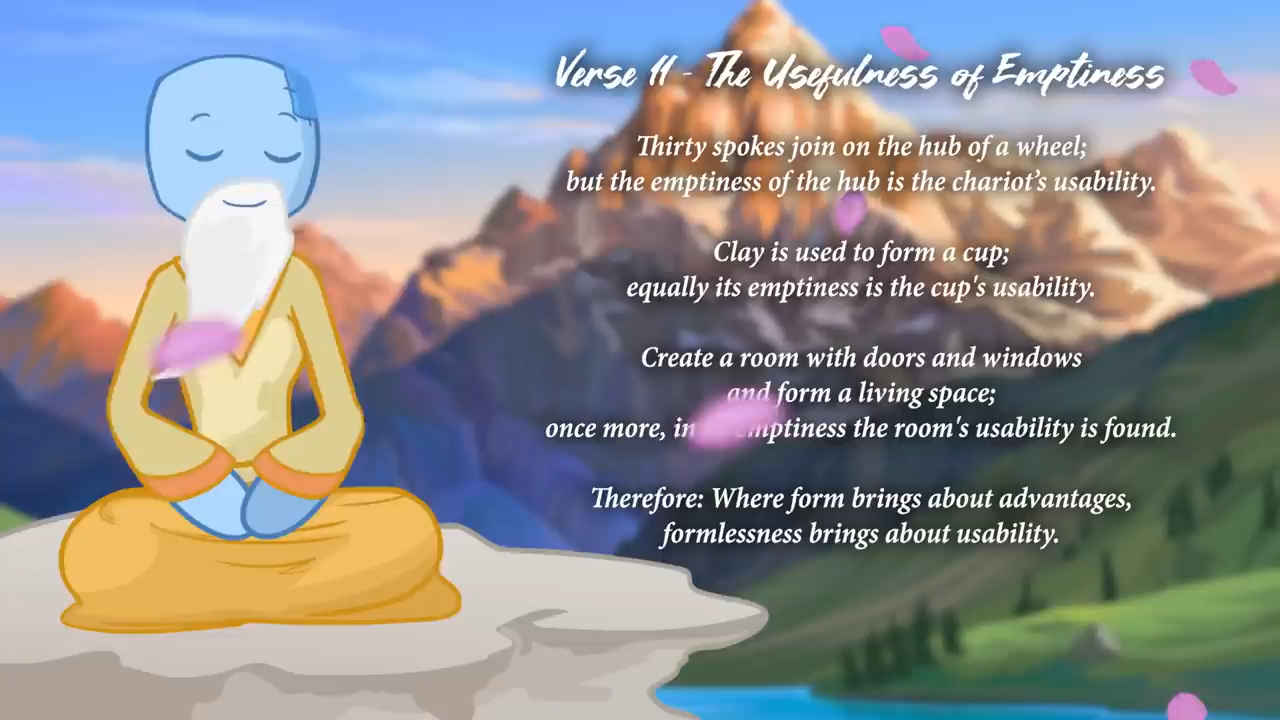 Verse 11 - The Usefulness of Emptiness
Thirty spokes join on the hub of a wheel;
but the emptiness of the hub is the chariot’s usability.
Clay is used to form a cup;
equally its emptiness is the cup's usability.
Create a room with doors and windows
and form a living space;
once more, in emptiness the room's usability is found.
Therefore: Where form brings about advantages,
formlessness brings about usability.